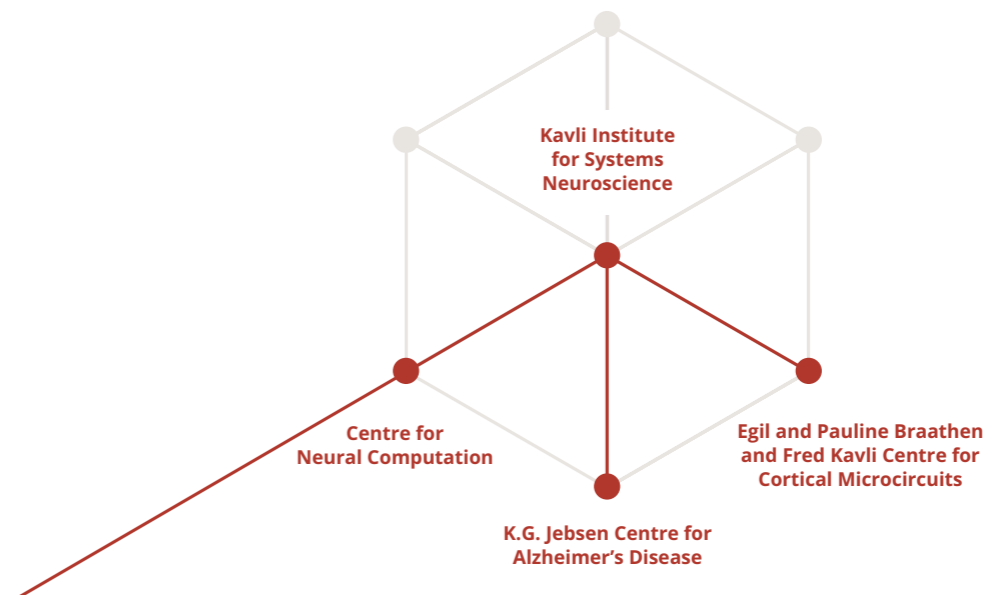 Kavli Institute
for Systems
Neuroscience
Centre for
Neural Computation
Egil and Pauline Braathen
and Fred Kavli Centre for
Cortical Microcircuits
K.G. Jebsen Centre for
Alzheimer’s Disease